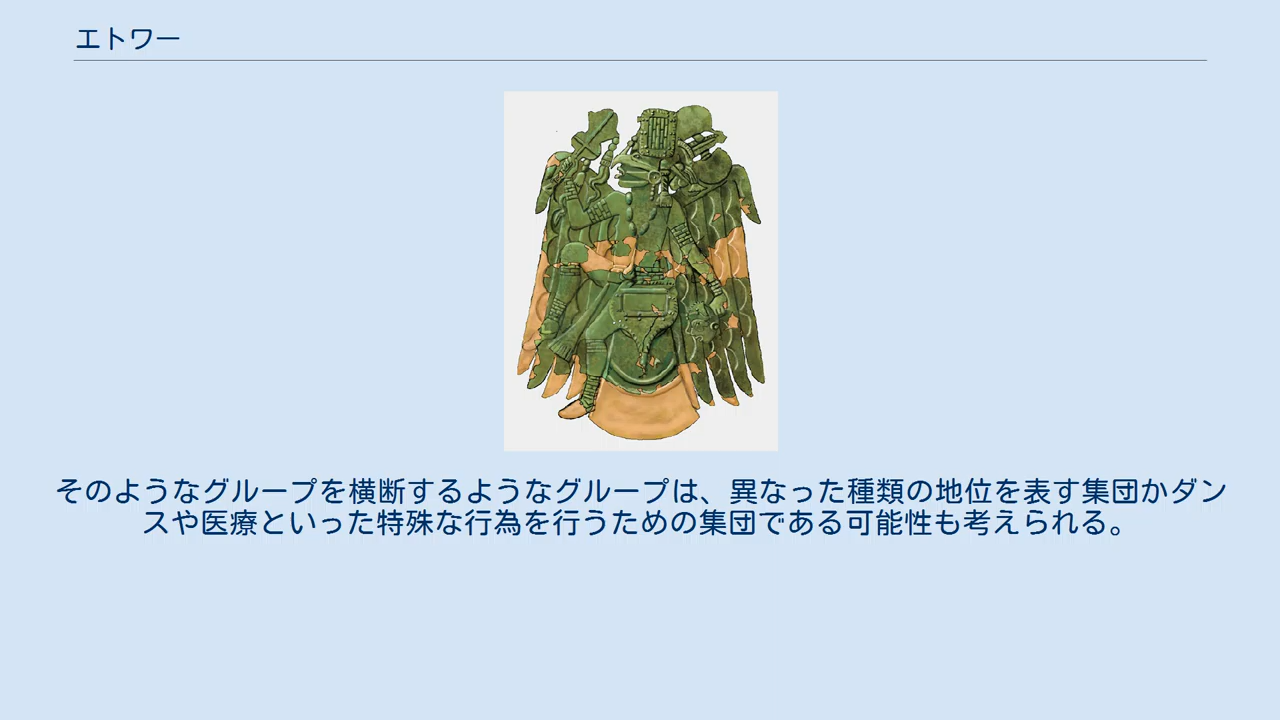 エトワー
そのようなグループを横断するようなグループは、異なった種類の地位を表す集団かダン
スや医療といった特殊な行為を行うための集団である可能性も考えられる。